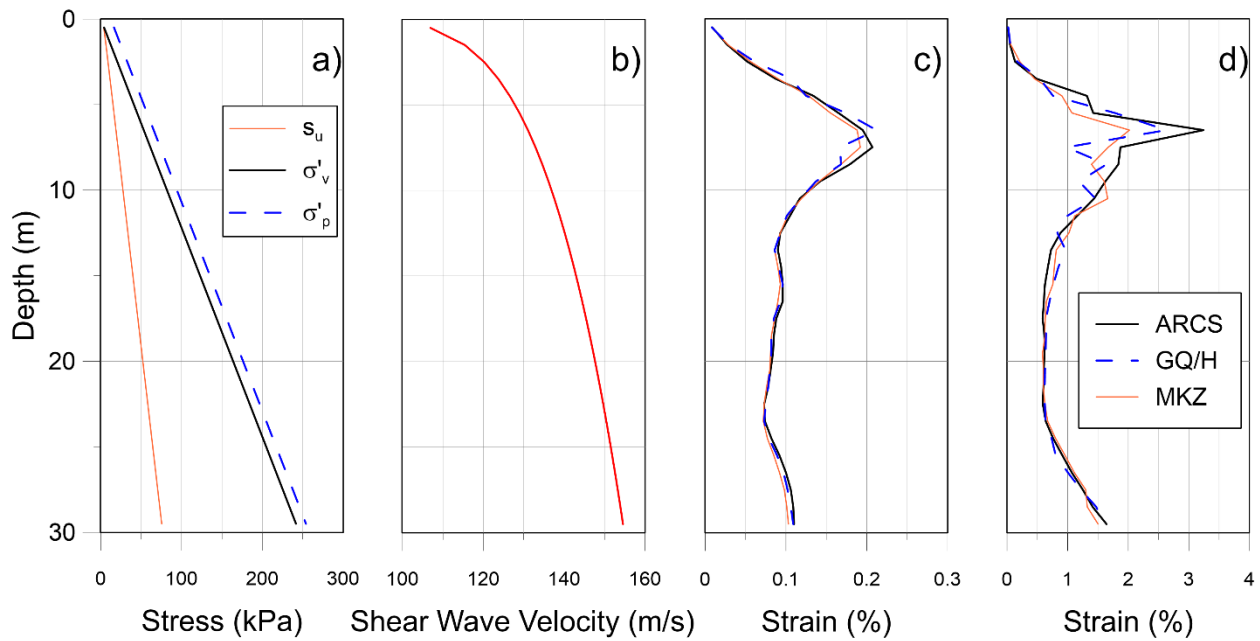 a)
b)
c)
d)
0
10
20
30
Depth (m)
s_u
σ'_v
σ'_p
ARCS
GQ/H
MKZ
0 100 200 300
100 120 140 160
0 0.1 0.2 0.3
0 1 2 3 4
Stress (kPa)
Shear Wave Velocity (m/s)
Strain (%)
Strain (%)